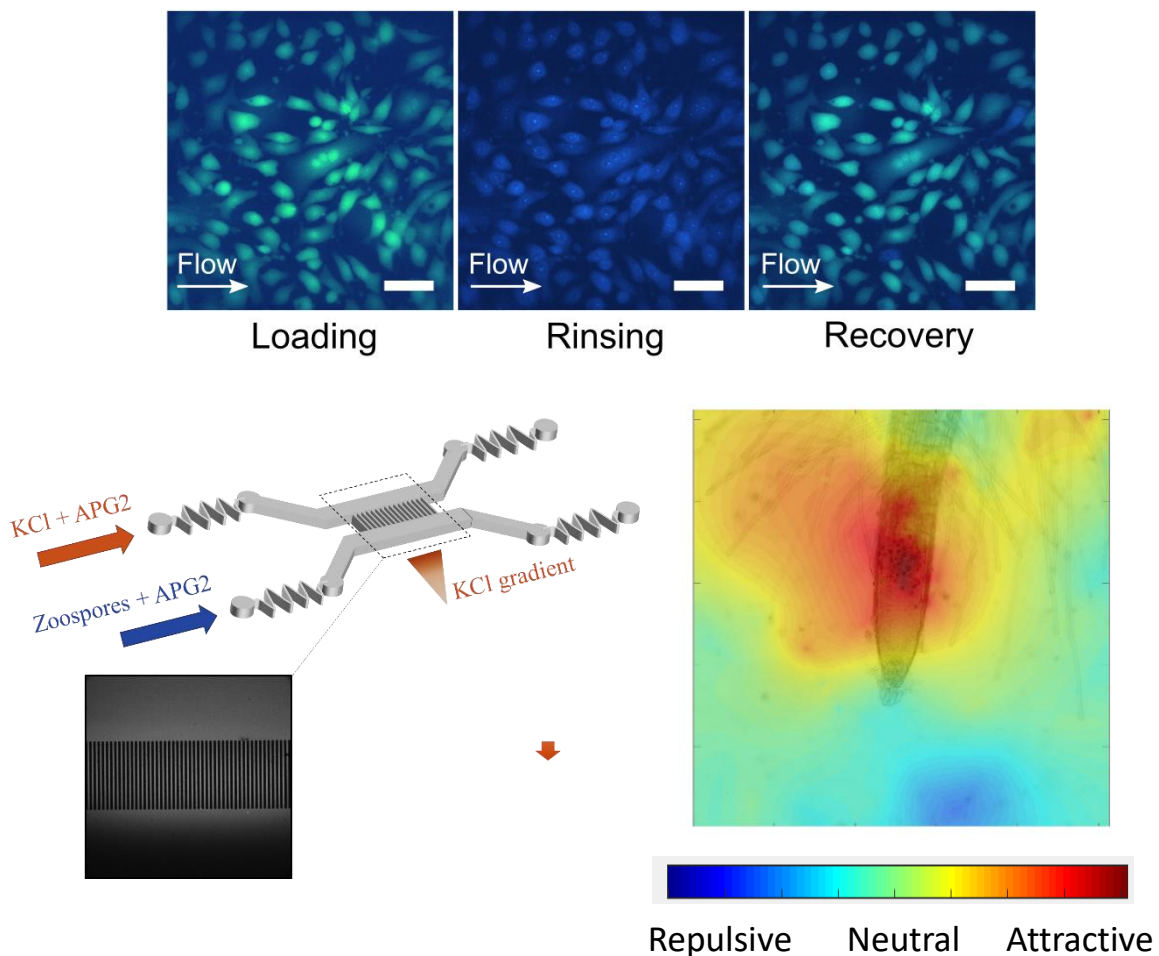 Flow
Flow
Flow
Loading
Rinsing
Recovery
KCl + APG2
Zoospores + APG2
KCl gradient
Repulsive
Neutral
Attractive